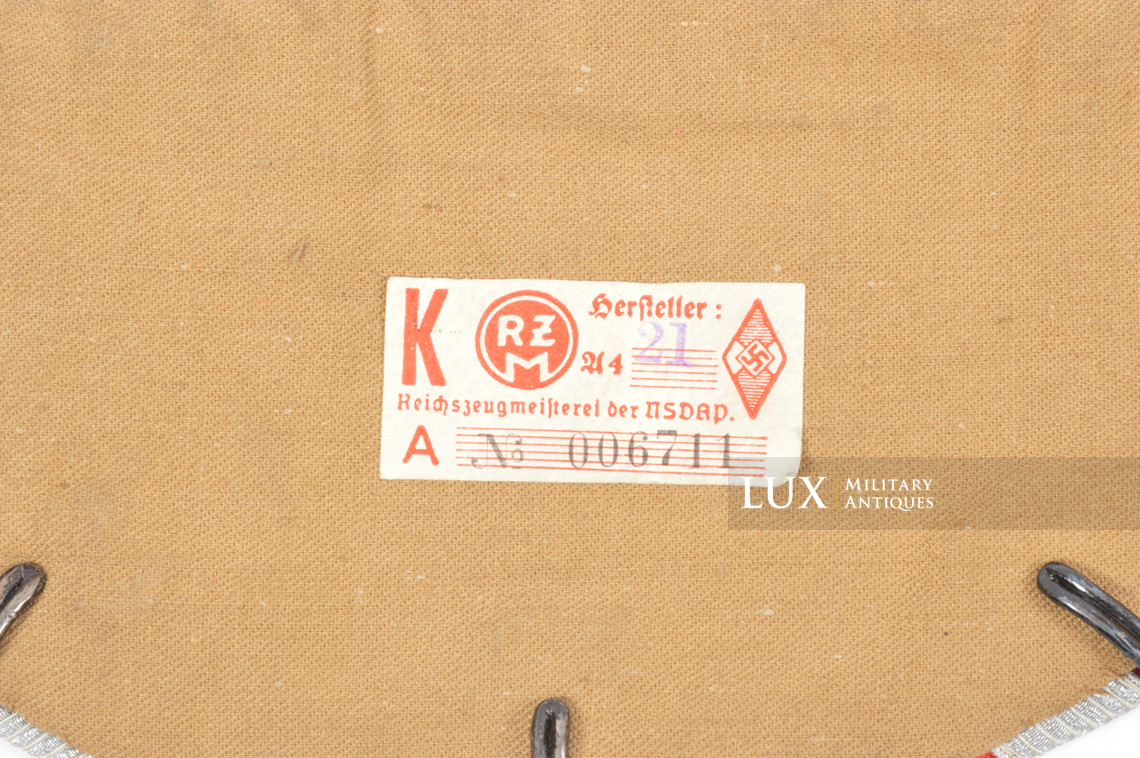 K
RZM
Hersteller:
A4 21
Reichszeugmeisterei der NSDAP.
A № 006711
LUX MILITARY ANTIQUES